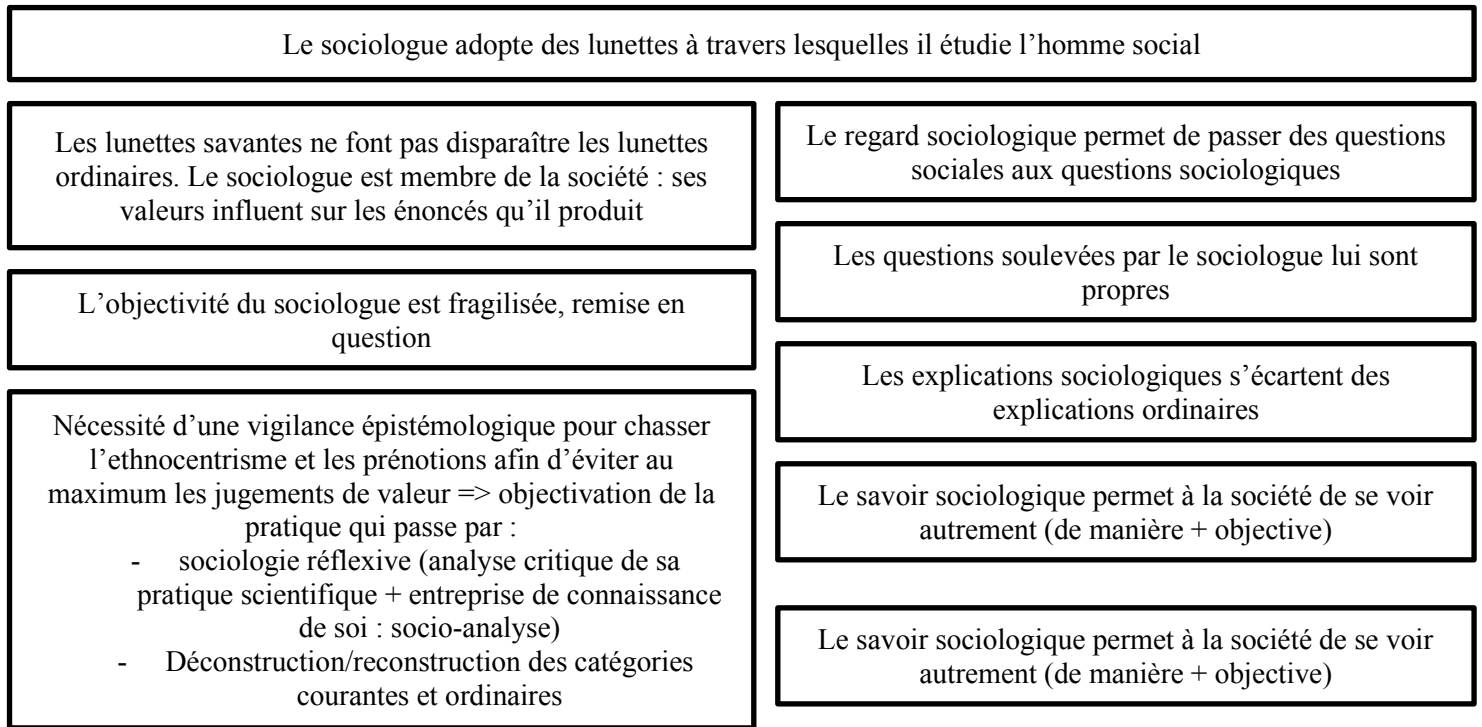 Le sociologue adopte des lunettes à travers lesquelles il étudie l’homme social
Les lunettes savantes ne font pas disparaître les lunettes
ordinaires. Le sociologue est membre de la société : ses
valeurs influent sur les énoncés qu’il produit
L’objectivité du sociologue est fragilisée, remise en
question
Nécessité d’une vigilance épistémologique pour chasser
l’ethnocentrisme et les prénotions afin d’éviter au
maximum les jugements de valeur => objectivation de la
pratique qui passe par :
- sociologie réflexive (analyse critique de sa
pratique scientifique + entreprise de connaissance
de soi : socio-analyse)
- Déconstruction/reconstruction des catégories
courantes et ordinaires
Le regard sociologique permet de passer des questions
sociales aux questions sociologiques
Les questions soulevées par le sociologue lui sont
propres
Les explications sociologiques s’écartent des
explications ordinaires
Le savoir sociologique permet à la société de se voir
autrement (de manière + objective)
Le savoir sociologique permet à la société de se voir
autrement (de manière + objective)